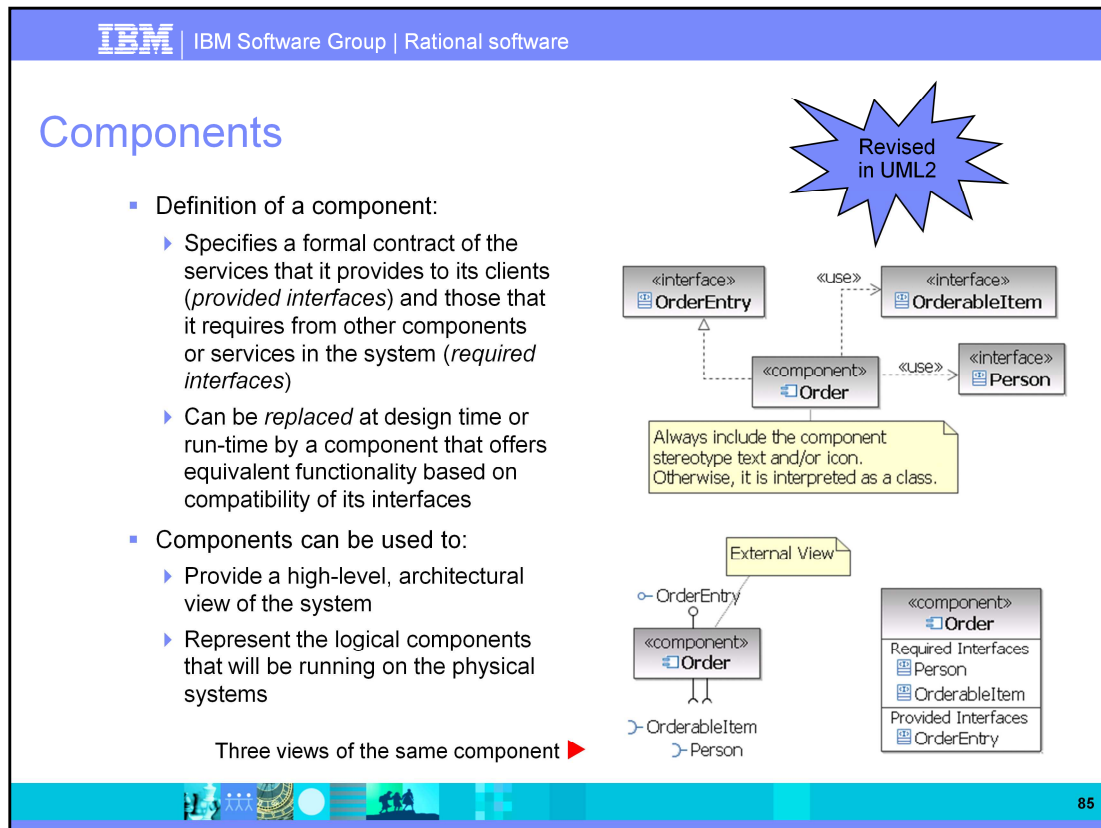 IBM | IBM Software Group | Rational software
Components
Revised
in UML2
Definition of a component:
Specifies a formal contract of the
services that it provides to its clients
(provided interfaces) and those that
it requires from other components
or services in the system (required
interfaces)
Can be replaced at design time or
run-time by a component that offers
equivalent functionality based on
compatibility of its interfaces
Components can be used to:
Provide a high-level, architectural
view of the system
Represent the logical components
that will be running on the physical
systems
Three views of the same component
«interface»
OrderEntry
«use»
«interface»
OrderableItem
«component»
Order
«use»
«interface»
Person
Always include the component
stereotype text and/or icon.
Otherwise, it is interpreted as a class.
External View
OrderEntry
«component»
Order
OrderableItem
Person
«component»
Order
Required Interfaces
Person
OrderableItem
Provided Interfaces
OrderEntry
85